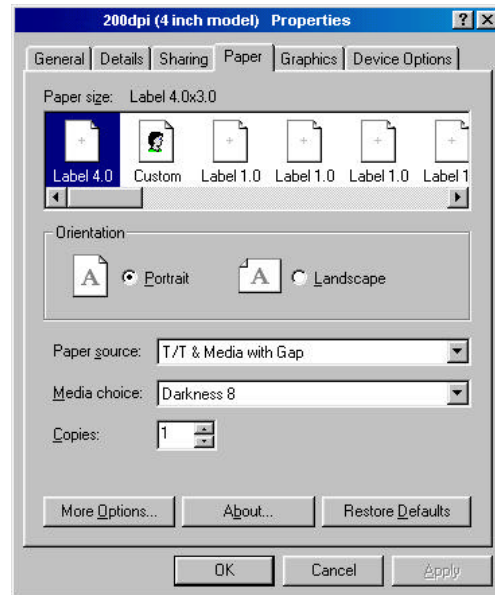 200dpi (4 inch model) Properties
General Details Sharing Paper Graphics Device Options
Paper size: Label 4.0x3.0
Label 4.0 Custom Label 1.0 Label 1.0 Label 1.0 Label 1
Orientation
A Portrait A Landscape
Paper source: T/T & Media with Gap
Media choice: Darkness 8
Copies: 1
More Options... About... Restore Defaults
OK Cancel Apply